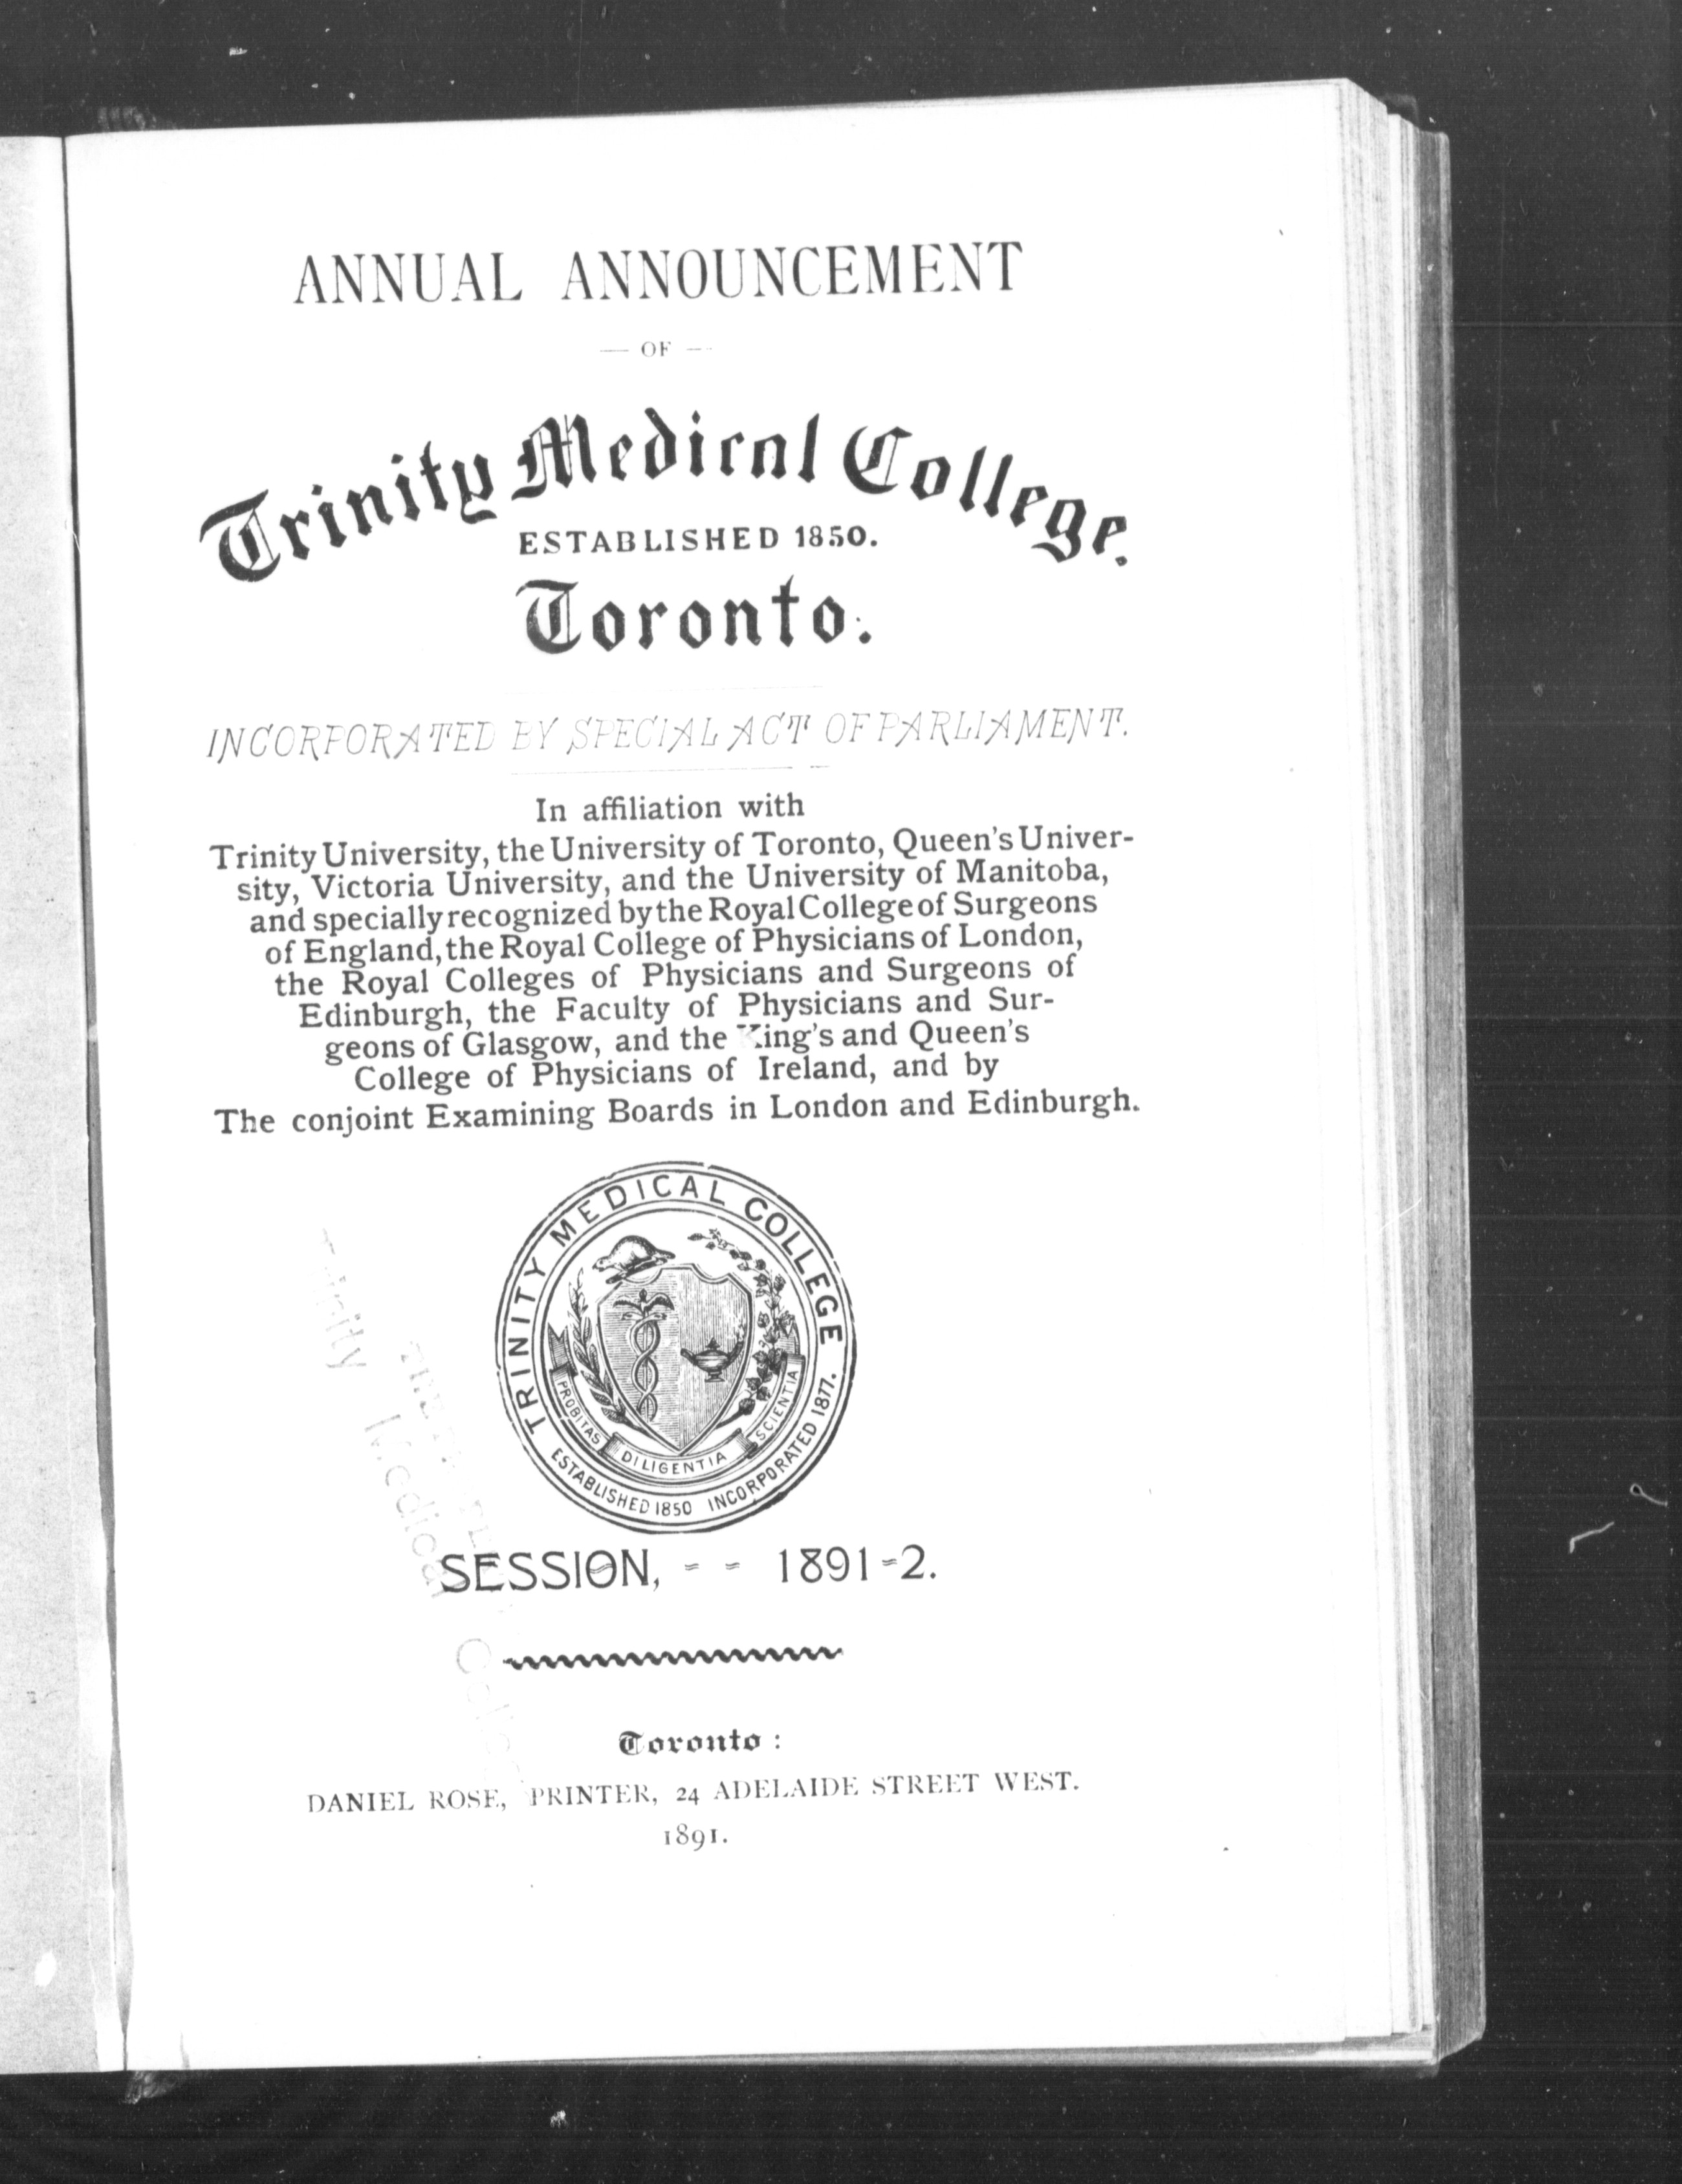 ANNUAL ANNOUNCEMENT
— OF —
Trinity Medical College.
ESTABLISHED 1850.
Toronto.
INCORPORATED BY SPECIAL ACT OF PARLIAMENT.
In affiliation with
Trinity University, the University of Toronto, Queen's Univer-
sity, Victoria University, and the University of Manitoba,
and specially recognized by the Royal College of Surgeons
of England, the Royal College of Physicians of London,
the Royal Colleges of Physicians and Surgeons of
Edinburgh, the Faculty of Physicians and Sur-
geons of Glasgow, and the King's and Queen's
College of Physicians of Ireland, and by
The conjoint Examining Boards in London and Edinburgh.
TRINITY MEDICAL COLLEGE
PROBITAS DILIGENTIA SCIENTIA
ESTABLISHED 1850 INCORPORATED 1877.
Medical
SESSION, - - 1891-2.
Toronto:
DANIEL ROSE, PRINTER, 24 ADELAIDE STREET WEST.
1891.